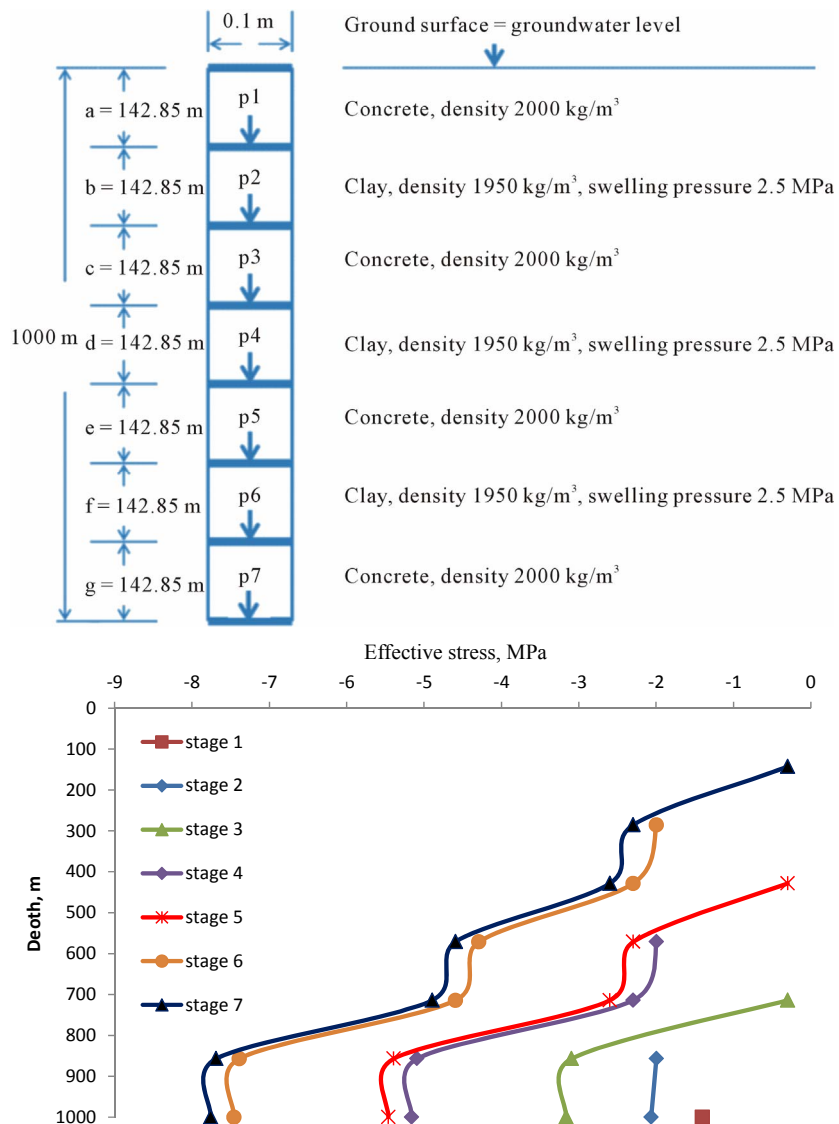 0.1 m
Ground surface = groundwater level
a = 142.85 m
p1
Concrete, density 2000 kg/m³
b = 142.85 m
p2
Clay, density 1950 kg/m³, swelling pressure 2.5 MPa
c = 142.85 m
p3
Concrete, density 2000 kg/m³
1000 m
d = 142.85 m
p4
Clay, density 1950 kg/m³, swelling pressure 2.5 MPa
e = 142.85 m
p5
Concrete, density 2000 kg/m³
f = 142.85 m
p6
Clay, density 1950 kg/m³, swelling pressure 2.5 MPa
g = 142.85 m
p7
Concrete, density 2000 kg/m³
Effective stress, MPa
-9 -8 -7 -6 -5 -4 -3 -2 -1 0
Deoth, m
0
100
200
300
400
500
600
700
800
900
1000
stage 1
stage 2
stage 3
stage 4
stage 5
stage 6
stage 7